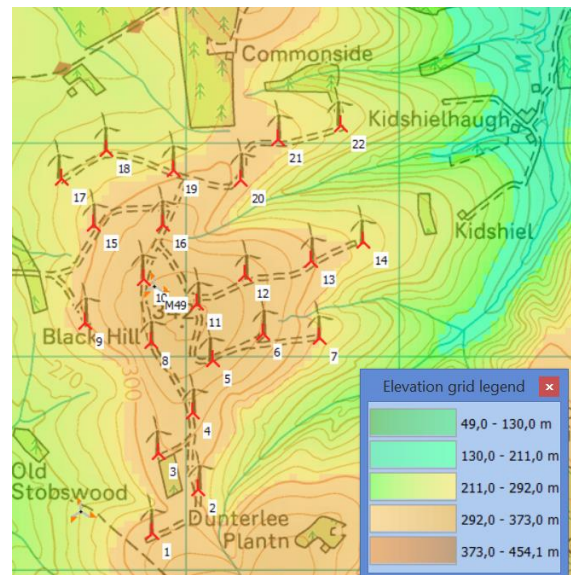 Commonside
Mill
Kidshielhaugh
22
21
18
19
20
17
Kidshiel
15
16
14
13
12
10
M49
11
Black Hill
9
8
6
7
5
270
300
4
3
Old
Stobswood
2
Dunterlee
Plantn
1
Elevation grid legend
49,0 - 130,0 m
130,0 - 211,0 m
211,0 - 292,0 m
292,0 - 373,0 m
373,0 - 454,1 m